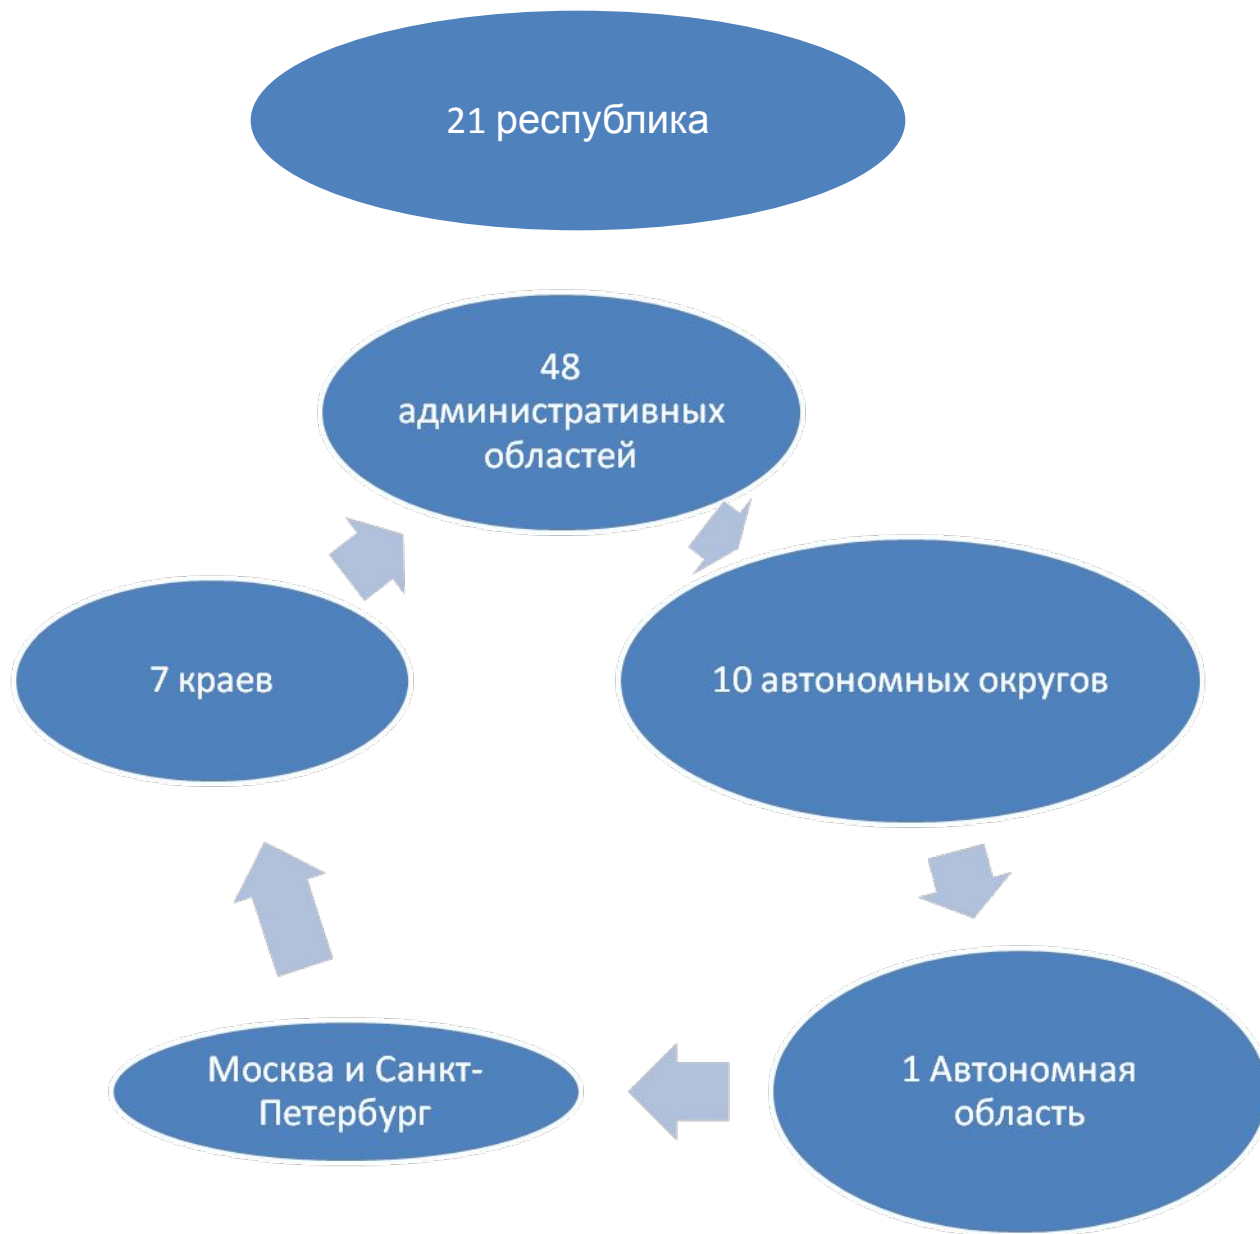 21 республика
48
административных
областей
7 краев
10 автономных округов
Москва и Санкт-
Петербург
1 Автономная
область